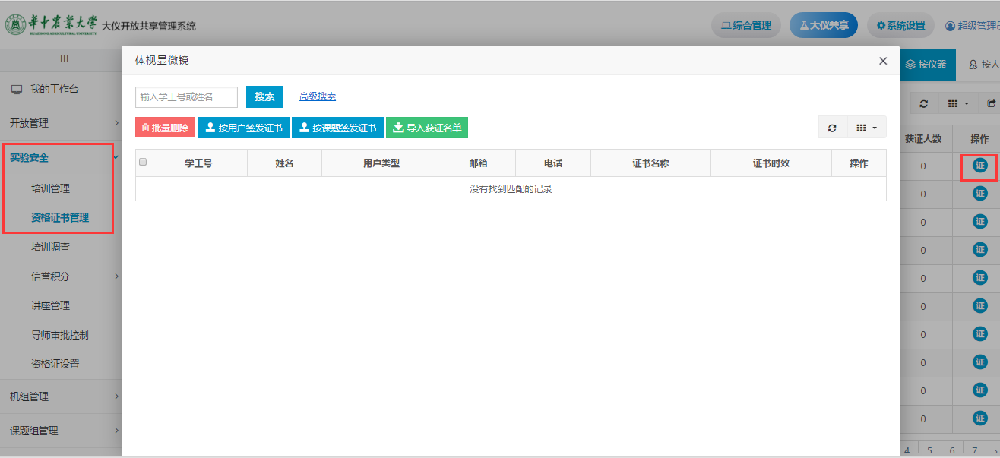 華中农業大学 大仪开放共享管理系统
HUAZHONG AGRICULTURAL UNIVERSITY
综合管理 大仪共享 系统设置 超级管理员
体视显微镜
按仪器 按人
我的工作台
输入学工号或姓名 搜索 高级搜索
开放管理
批量删除 按用户签发证书 按课题签发证书 导入获证名单
获证人数 操作
实验安全
学工号 姓名 用户类型 邮箱 电话 证书名称 证书时效 操作
0 证
没有找到匹配的记录
培训管理
0 证
资格证书管理
0 证
培训调查
0 证
信誉积分
0 证
讲座管理
0 证
导师审批控制
0 证
资格证设置
0 证
机组管理
0 证
0 证
课题组管理
4 5 6 7